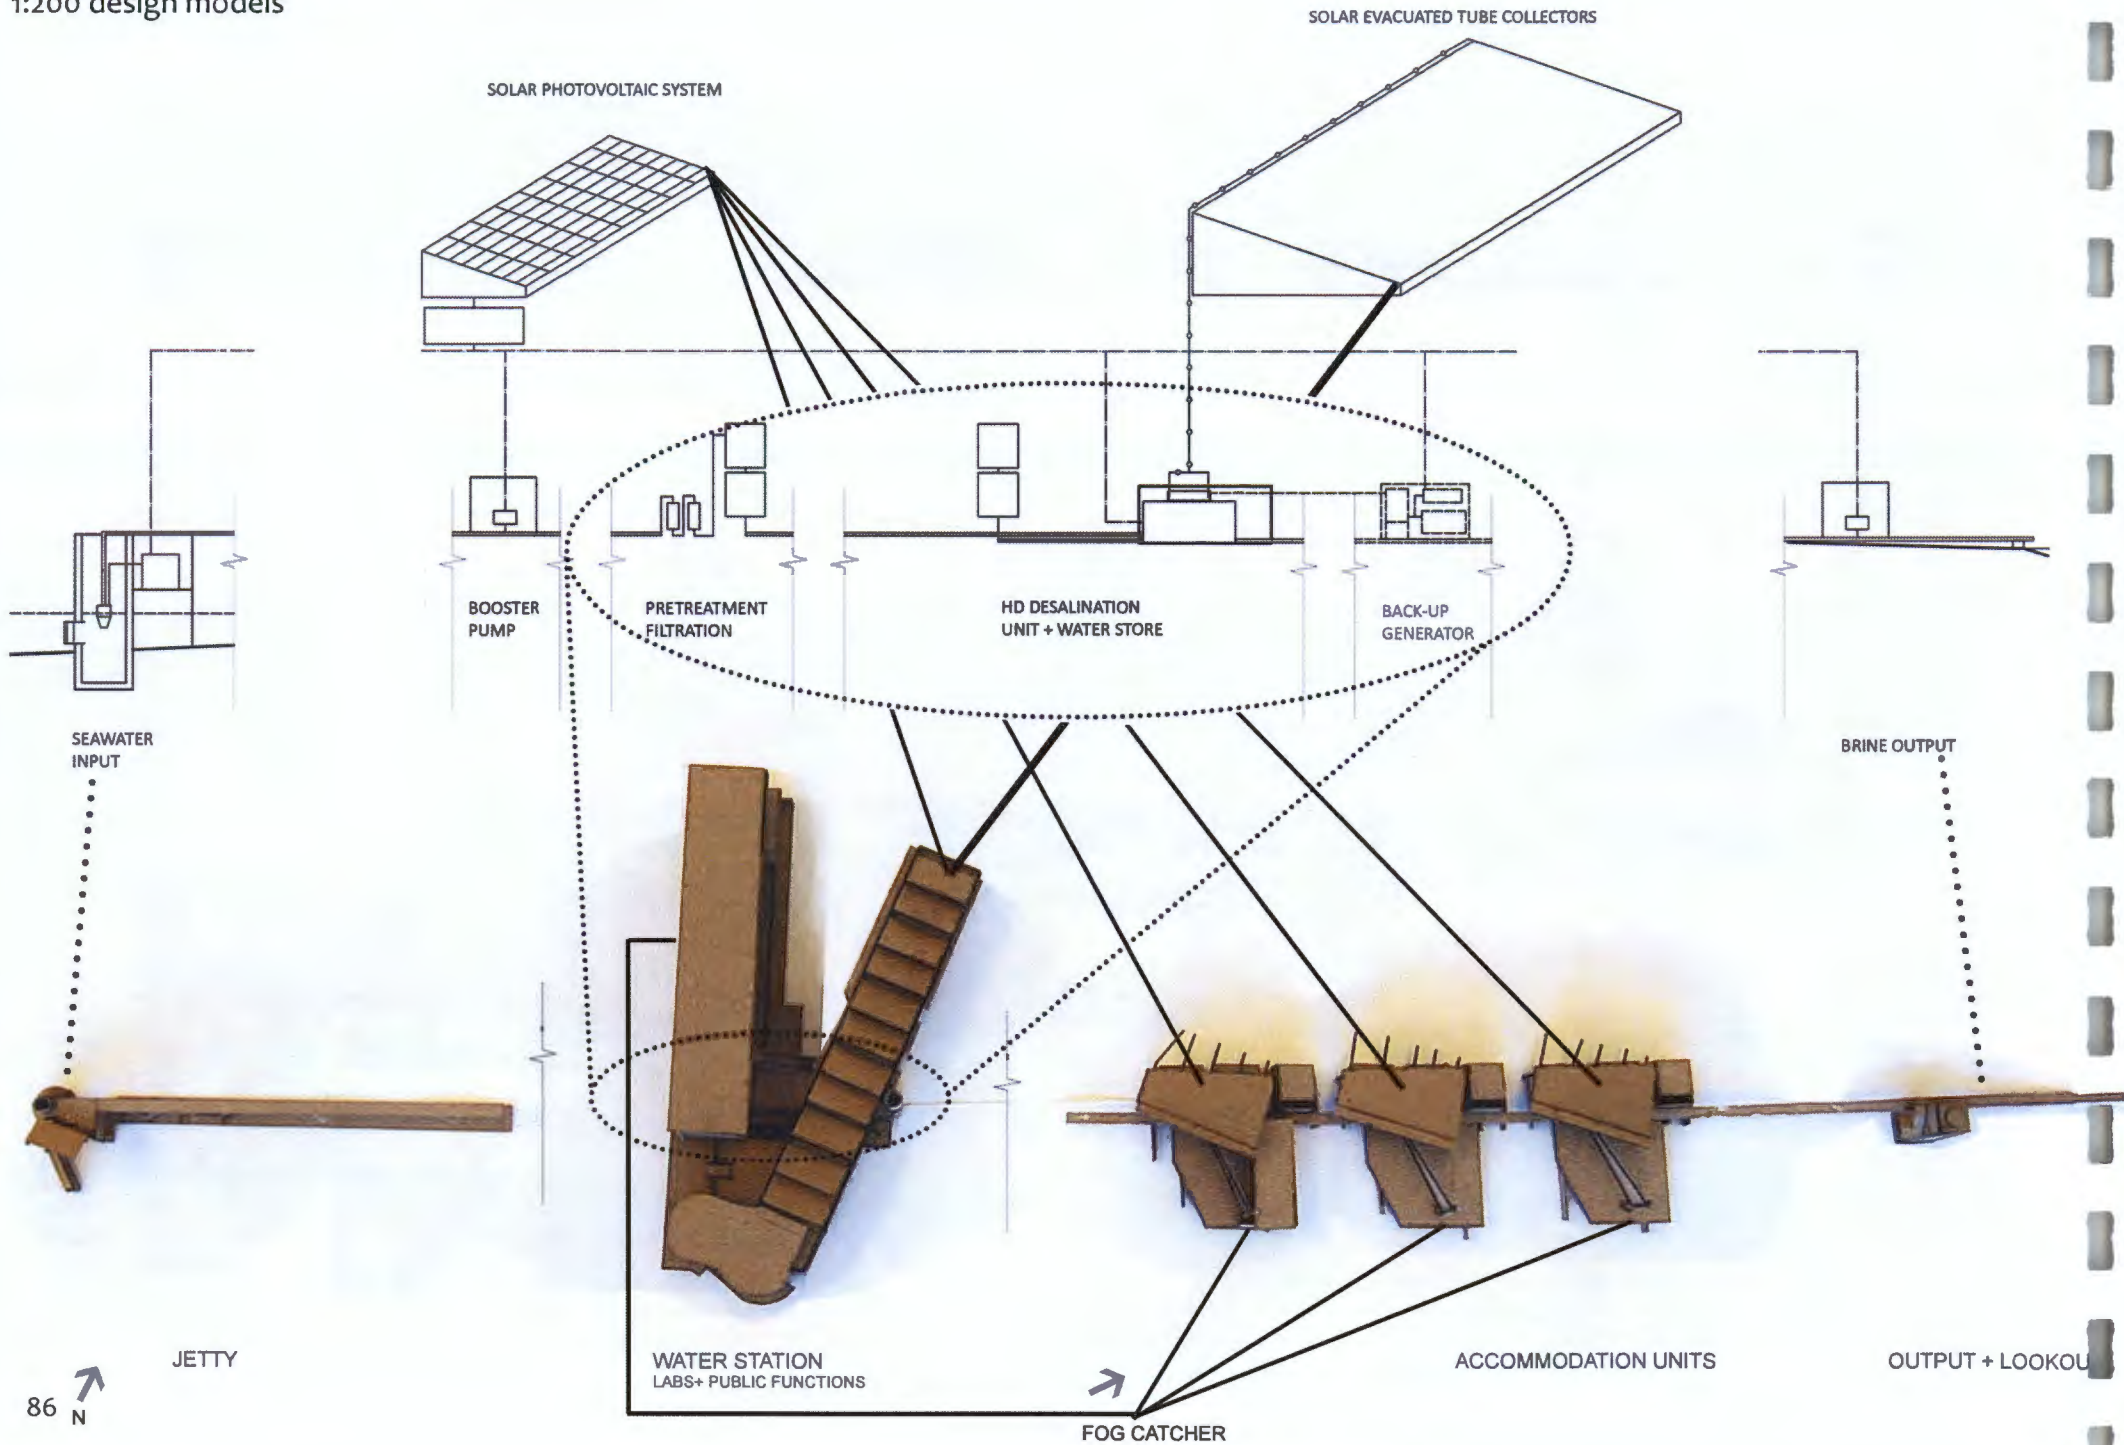 1:200 design models
SOLAR EVACUATED TUBE COLLECTORS
SOLAR PHOTOVOLTAIC SYSTEM
BOOSTER
PUMP
PRETREATMENT
FILTRATION
HD DESALINATION
UNIT + WATER STORE
BACK-UP
GENERATOR
SEAWATER
INPUT
BRINE OUTPUT
JETTY
WATER STATION
LABS+ PUBLIC FUNCTIONS
ACCOMMODATION UNITS
OUTPUT + LOOKOU
86
N
FOG CATCHER